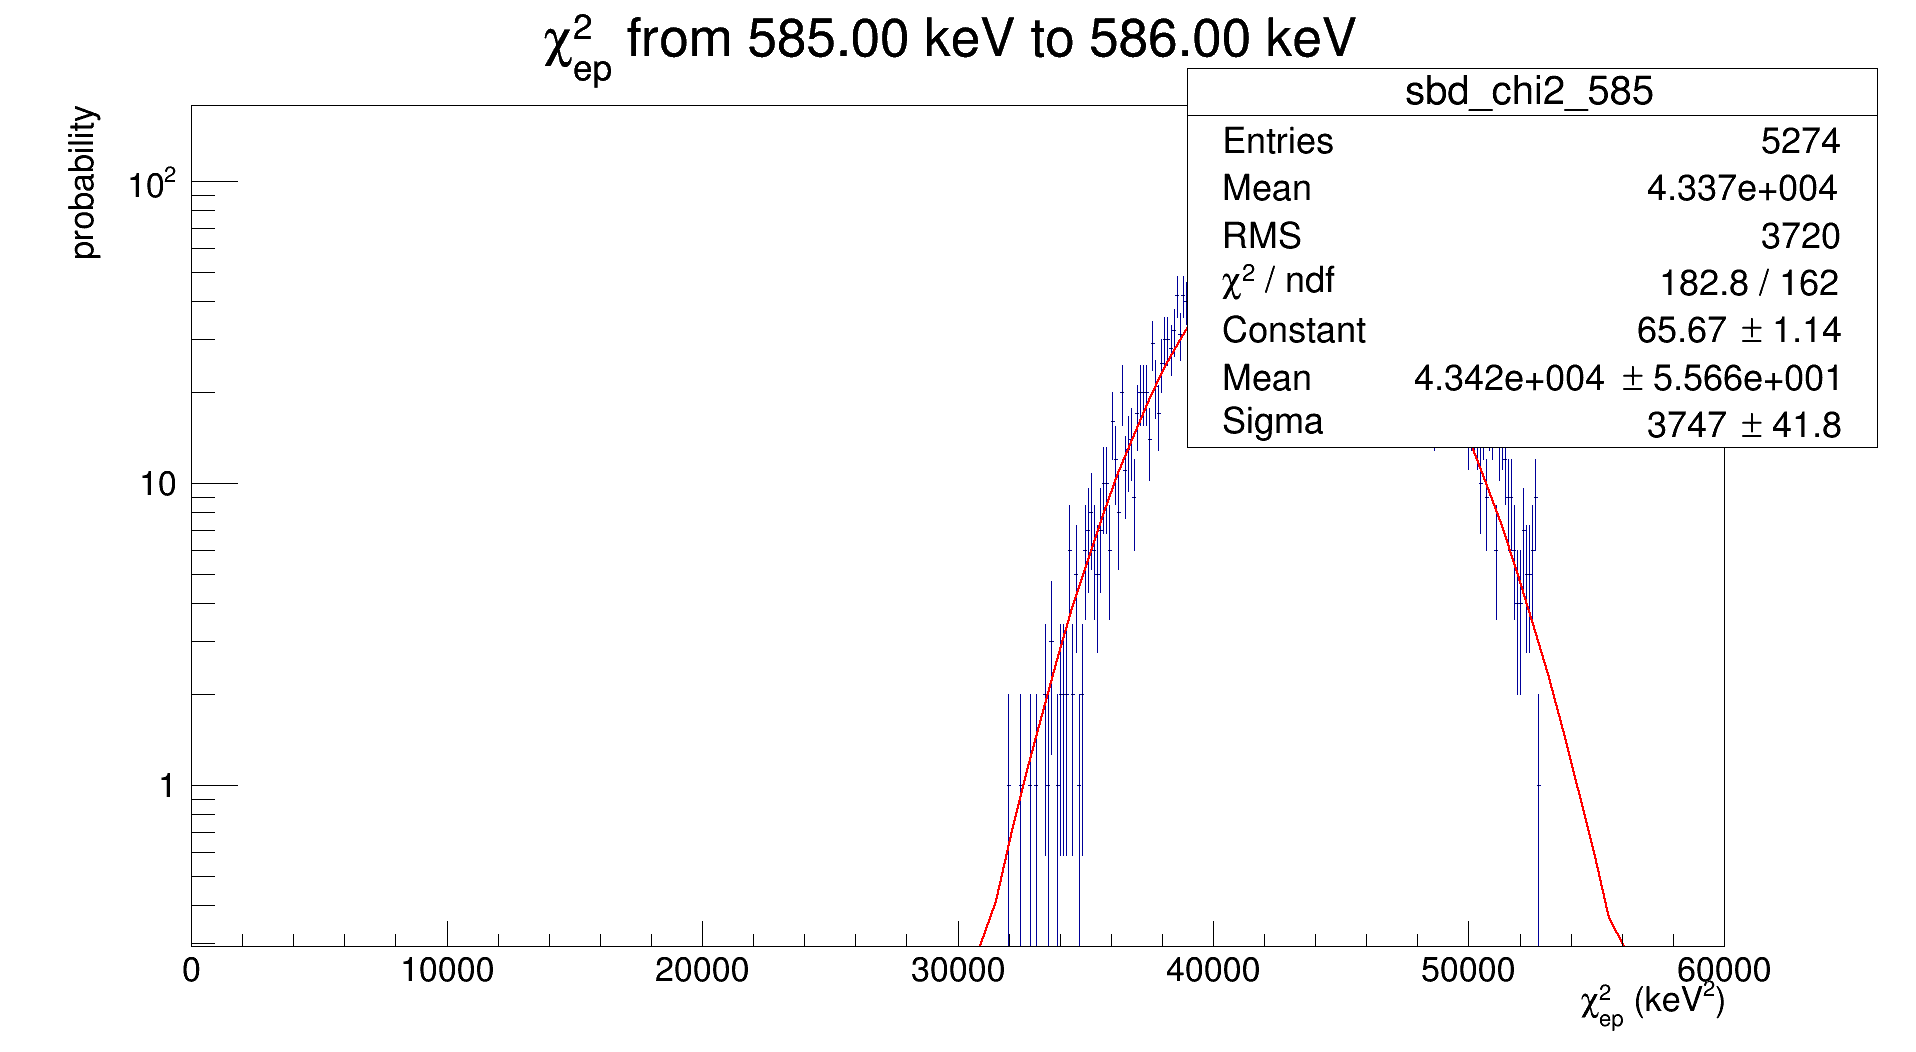 χ²ep from 585.00 keV to 586.00 keV
probability
sbd_chi2_585
Entries 5274
Mean 4.337e+004
RMS 3720
χ² / ndf 182.8 / 162
Constant 65.67 ± 1.14
Mean 4.342e+004 ± 5.566e+001
Sigma 3747 ± 41.8
10²
10
1
0 10000 20000 30000 40000 50000 60000
χ²ep (keV²)